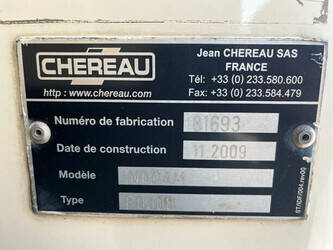 CHEREAU
http : www.chereau.com
Jean CHEREAU SAS
FRANCE
Tél: +33 (0) 233.580.600
Fax: +33 (0) 233.584.479
Numéro de fabrication 81693
Date de construction 11.2009
Modèle
Type